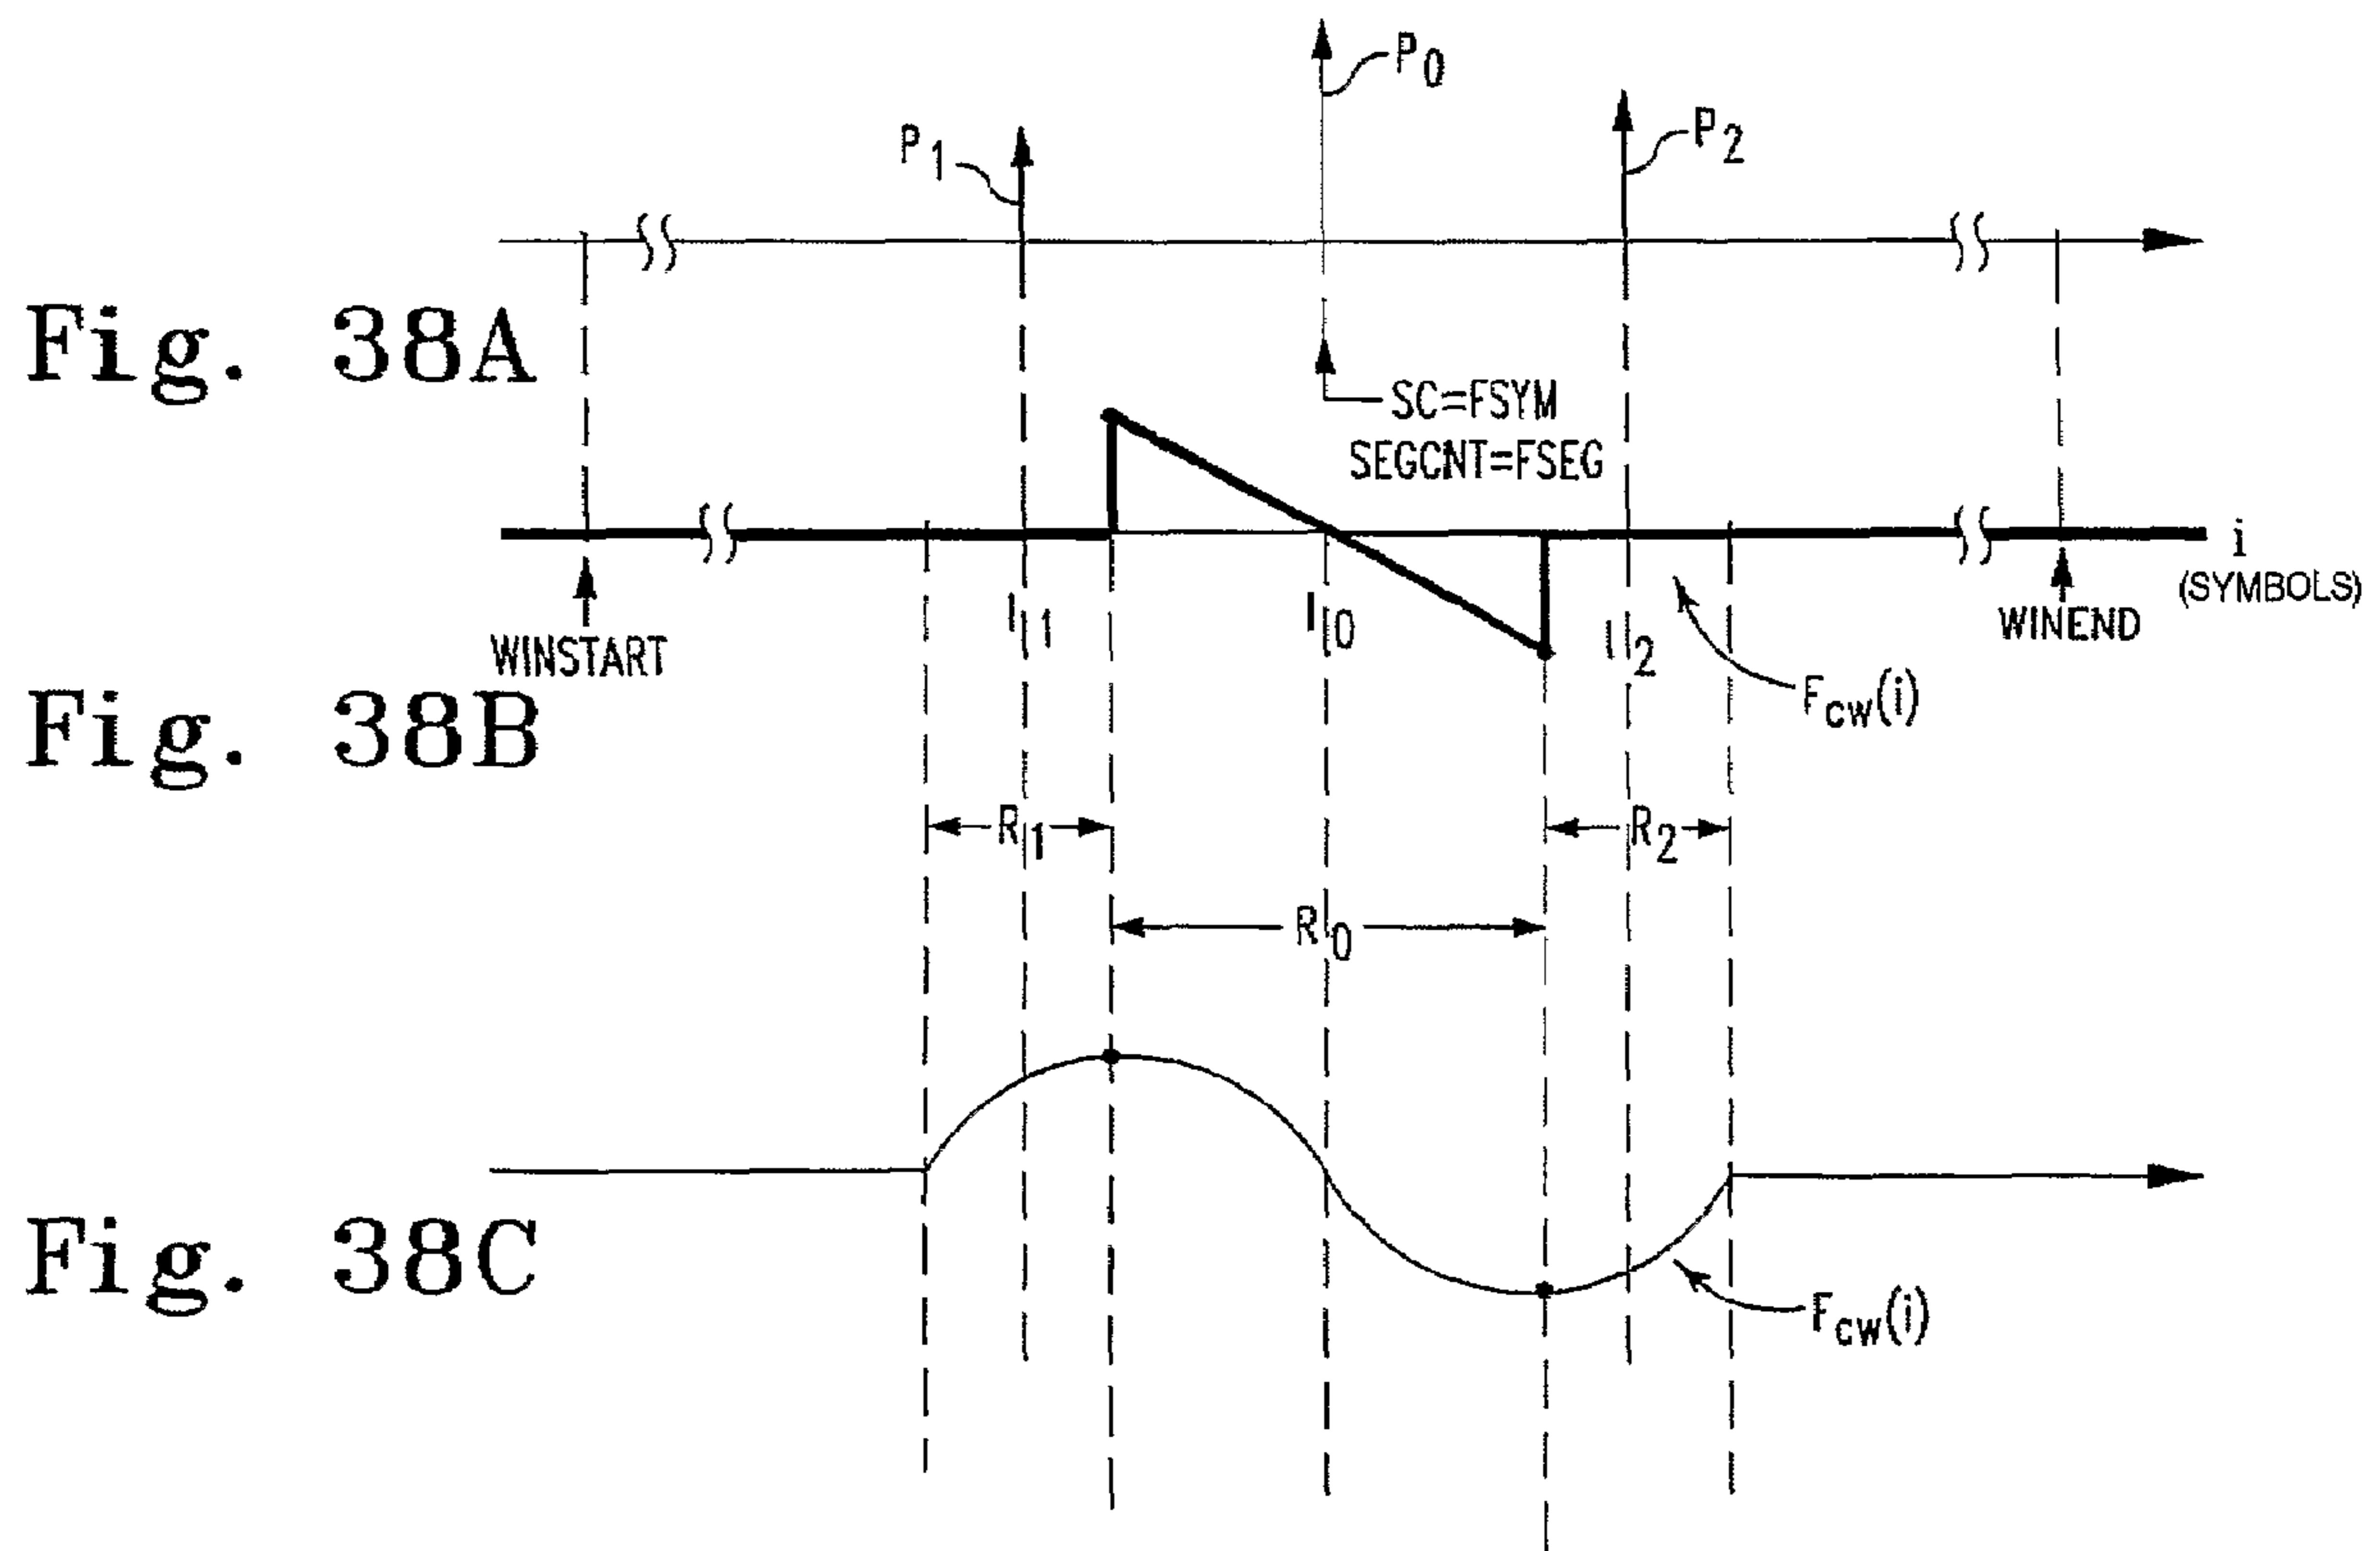 P0
P1
P2
Fig. 38A
SC=FSYM
SEGCNT=FSEG
i
(SYMBOLS)
I1
I0
I2
WINSTART
WINEND
Fcw(i)
Fig. 38B
R1
R2
R0
Fig. 38C
Fcw(i)